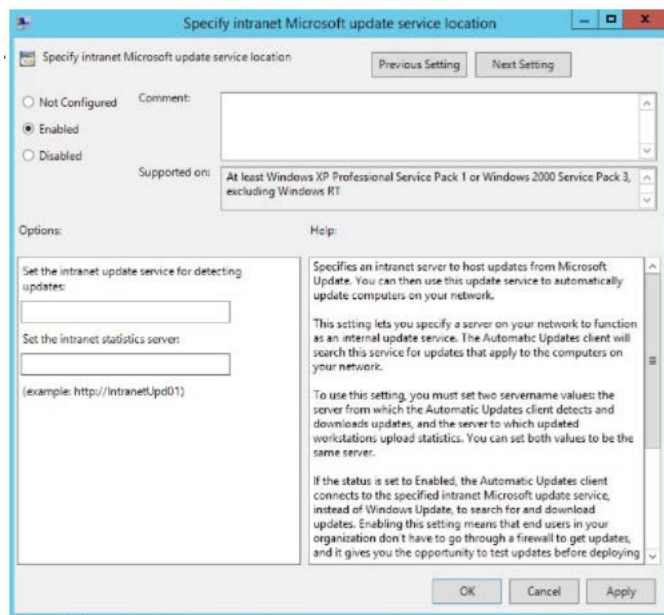 Specify intranet Microsoft update service location
Specify intranet Microsoft update service location
Previous Setting
Next Setting
Not Configured
Comment:
Enabled
Disabled
Supported on:
At least Windows XP Professional Service Pack 1 or Windows 2000 Service Pack 3,
excluding Windows RT
Options:
Help:
Set the intranet update service for detecting
updates:
Set the intranet statistics server:
(example: http://IntranetUpd01)
Specifies an intranet server to host updates from Microsoft
Update. You can then use this update service to automatically
update computers on your network.
This setting lets you specify a server on your network to function
as an internal update service. The Automatic Updates client will
search this service for updates that apply to the computers on
your network.
To use this setting, you must set two servername values: the
server from which the Automatic Updates client detects and
downloads updates, and the server to which updated
workstations upload statistics. You can set both values to be the
same server.
If the status is set to Enabled, the Automatic Updates client
connects to the specified intranet Microsoft update service,
instead of Windows Update, to search for and download
updates. Enabling this setting means that end users in your
organization don't have to go through a firewall to get updates,
and it gives you the opportunity to test updates before deploying
OK
Cancel
Apply